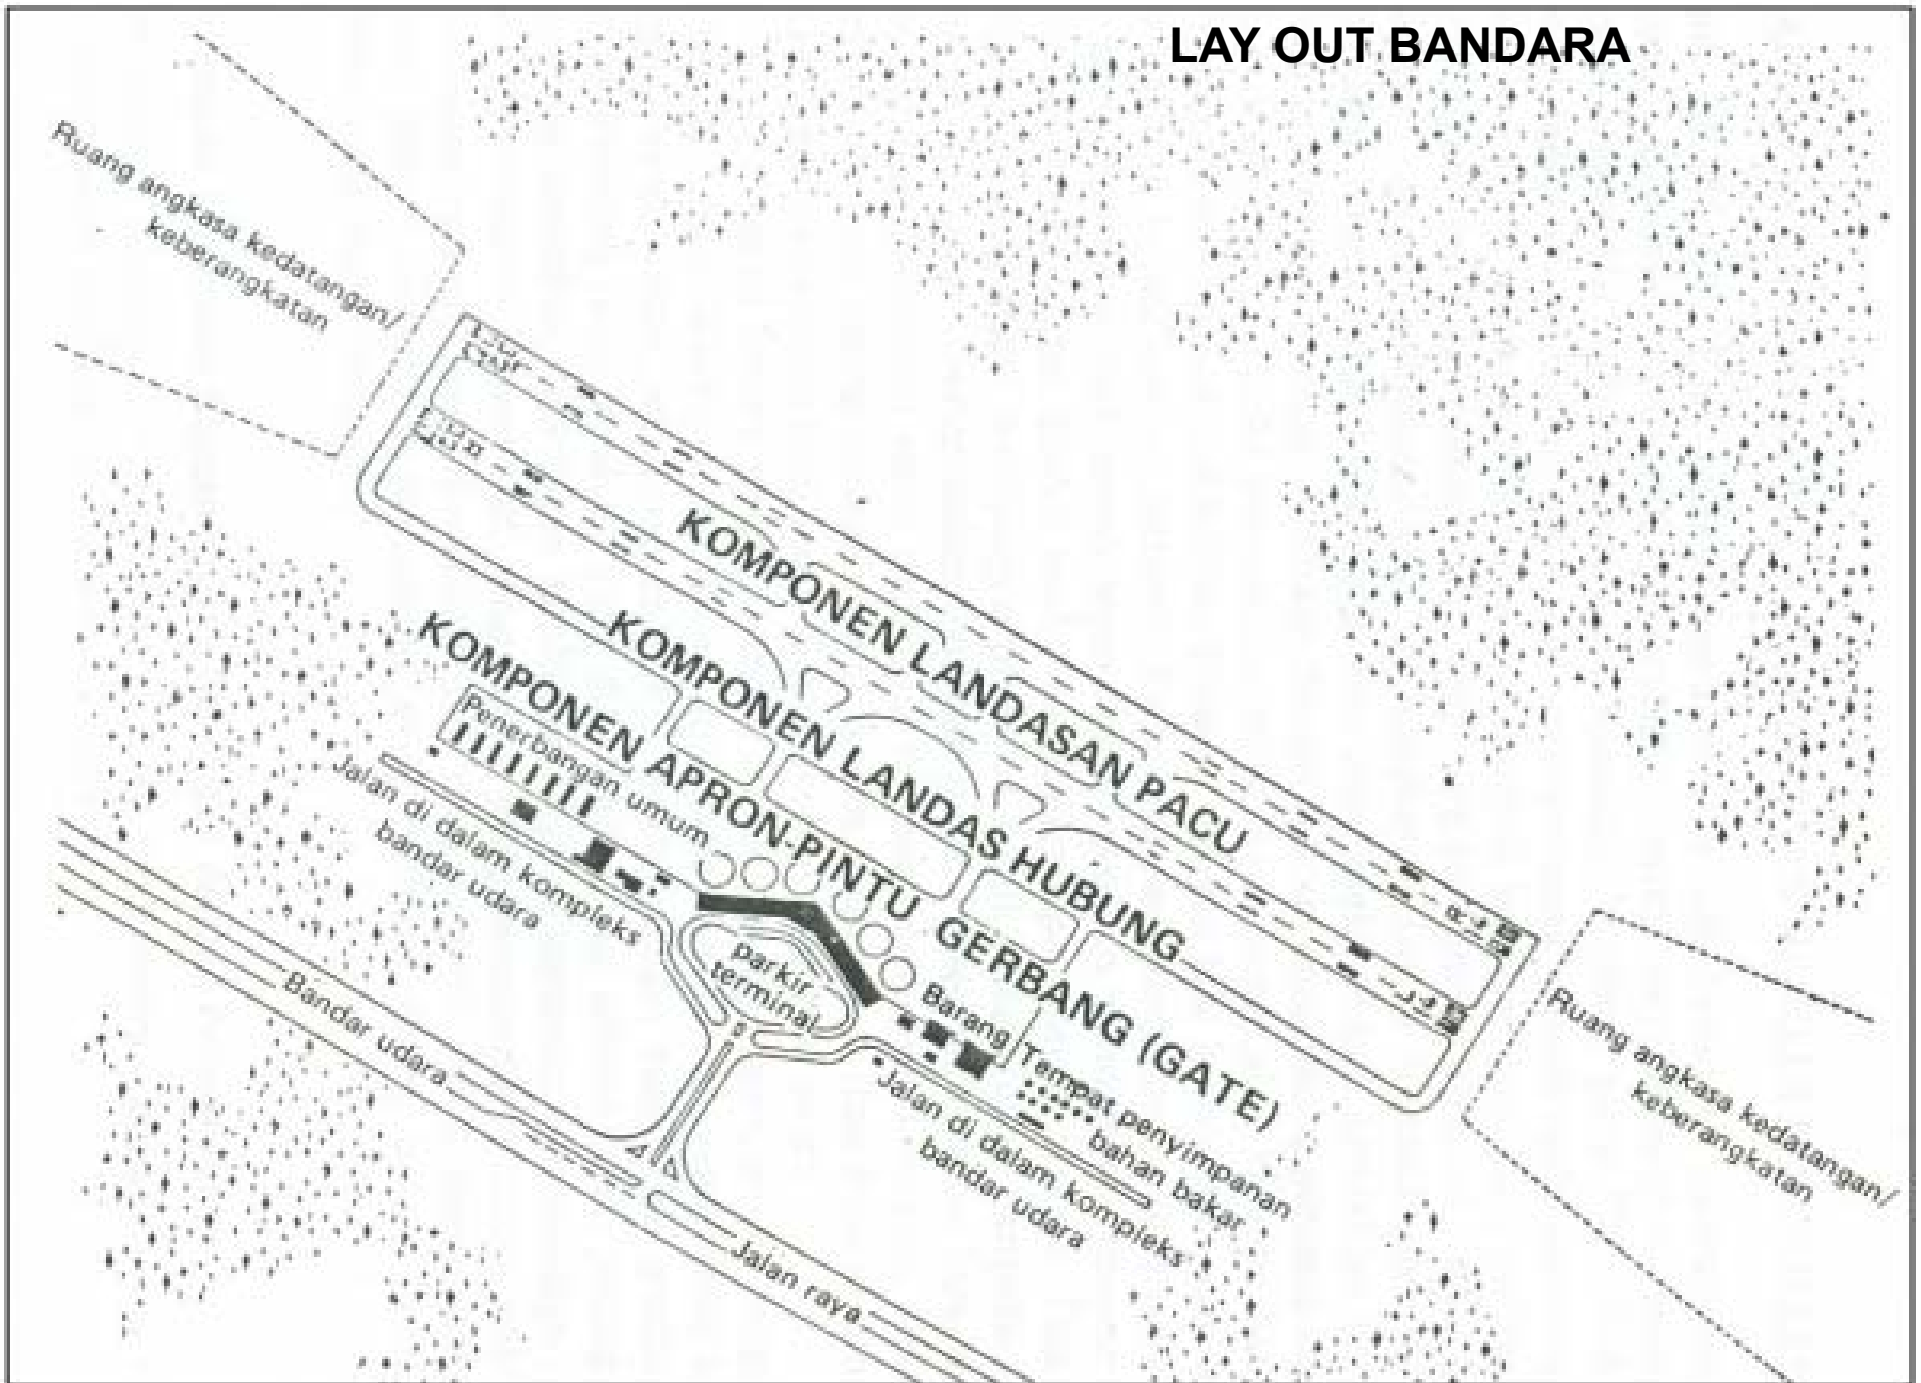 LAY OUT BANDARA
Ruang angkasa kedatangan/
keberangkatan
KOMPONEN LANDASAN PACU
KOMPONEN LANDAS HUBUNG
KOMPONEN APRON-PINTU GERBANG (GATE)
Penerbangan umum
Jalan di dalam kompleks
bandar udara
parkir
terminal
Barang
Tempat penyimpanan
bahan bakar
Jalan di dalam kompleks
bandar udara
Bandar udara
Jalan raya
Ruang angkasa kedatangan/
keberangkatan